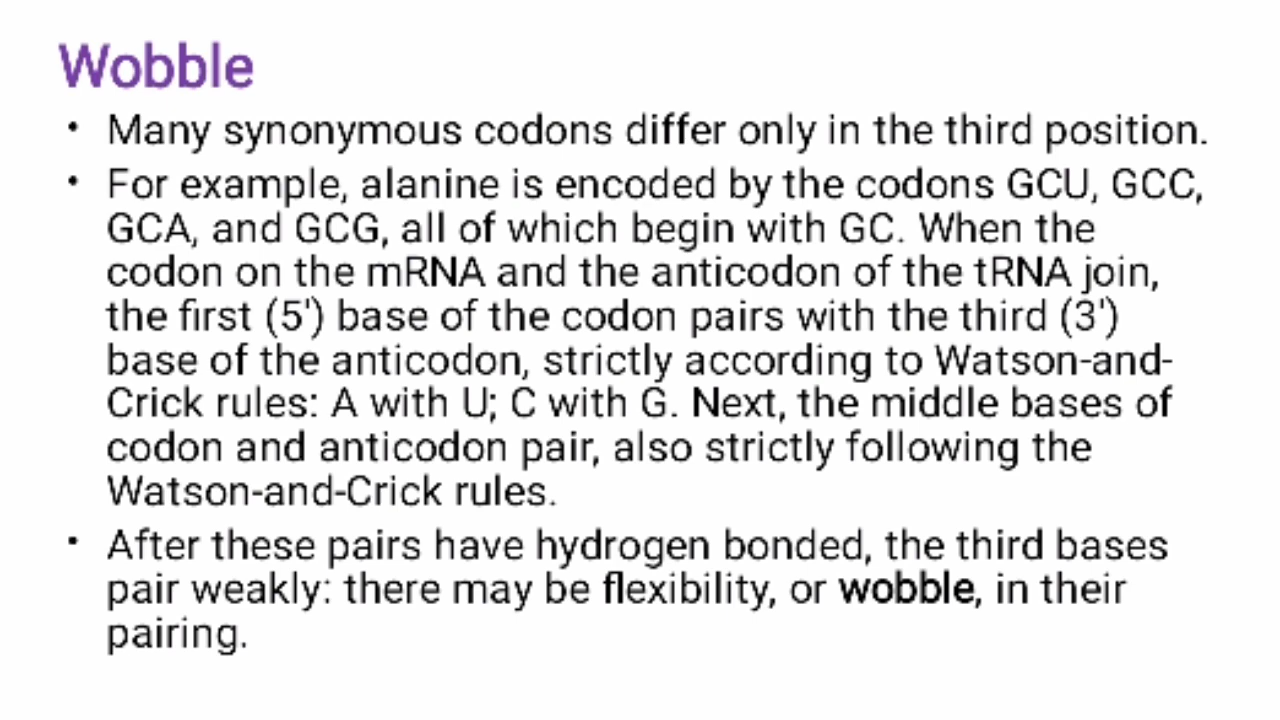 Wobble
• Many synonymous codons differ only in the third position.
• For example, alanine is encoded by the codons GCU, GCC,
GCA, and GCG, all of which begin with GC. When the
codon on the mRNA and the anticodon of the tRNA join,
the first (5') base of the codon pairs with the third (3')
base of the anticodon, strictly according to Watson-and-
Crick rules: A with U; C with G. Next, the middle bases of
codon and anticodon pair, also strictly following the
Watson-and-Crick rules.
• After these pairs have hydrogen bonded, the third bases
pair weakly: there may be flexibility, or wobble, in their
pairing.